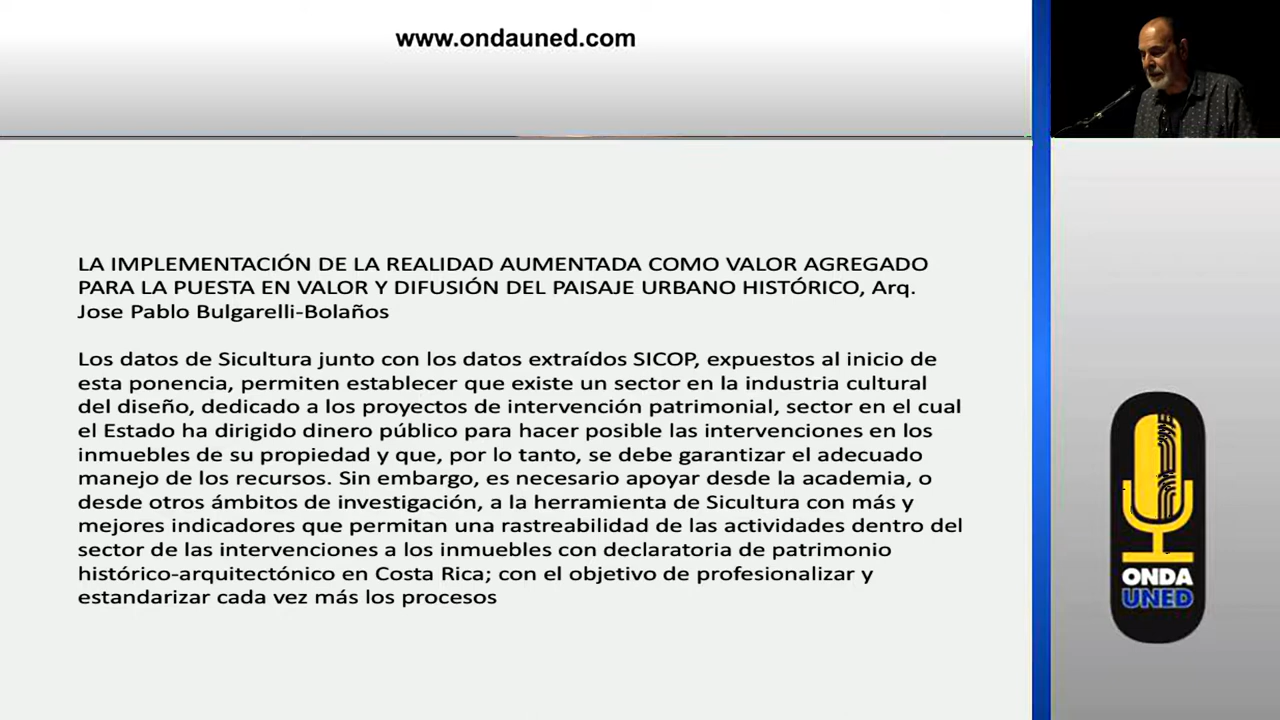 www.ondauned.com
LA IMPLEMENTACIÓN DE LA REALIDAD AUMENTADA COMO VALOR AGREGADO
PARA LA PUESTA EN VALOR Y DIFUSIÓN DEL PAISAJE URBANO HISTÓRICO, Arq.
Jose Pablo Bulgarelli-Bolaños
Los datos de Sicultura junto con los datos extraídos SICOP, expuestos al inicio de
esta ponencia, permiten establecer que existe un sector en la industria cultural
del diseño, dedicado a los proyectos de intervención patrimonial, sector en el cual
el Estado ha dirigido dinero público para hacer posible las intervenciones en los
inmuebles de su propiedad y que, por lo tanto, se debe garantizar el adecuado
manejo de los recursos. Sin embargo, es necesario apoyar desde la academia, o
desde otros ámbitos de investigación, a la herramienta de Sicultura con más y
mejores indicadores que permitan una rastreabilidad de las actividades dentro del
sector de las intervenciones a los inmuebles con declaratoria de patrimonio
histórico-arquitectónico en Costa Rica; con el objetivo de profesionalizar y
estandarizar cada vez más los procesos
ONDA
UNED